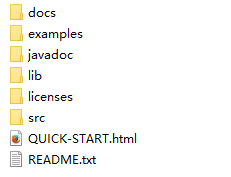 docs
examples
javadoc
lib
licenses
src
QUICK-START.html
README.txt